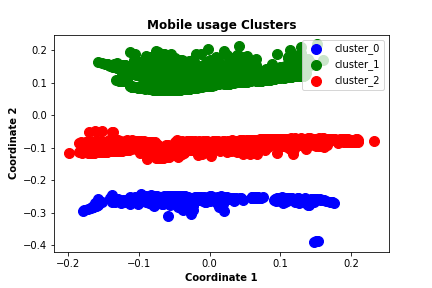 Mobile usage Clusters
cluster_0
cluster_1
cluster_2
Coordinate 2
0.2
0.1
0.0
−0.1
−0.2
−0.3
−0.4
−0.2
−0.1
0.0
0.1
0.2
Coordinate 1